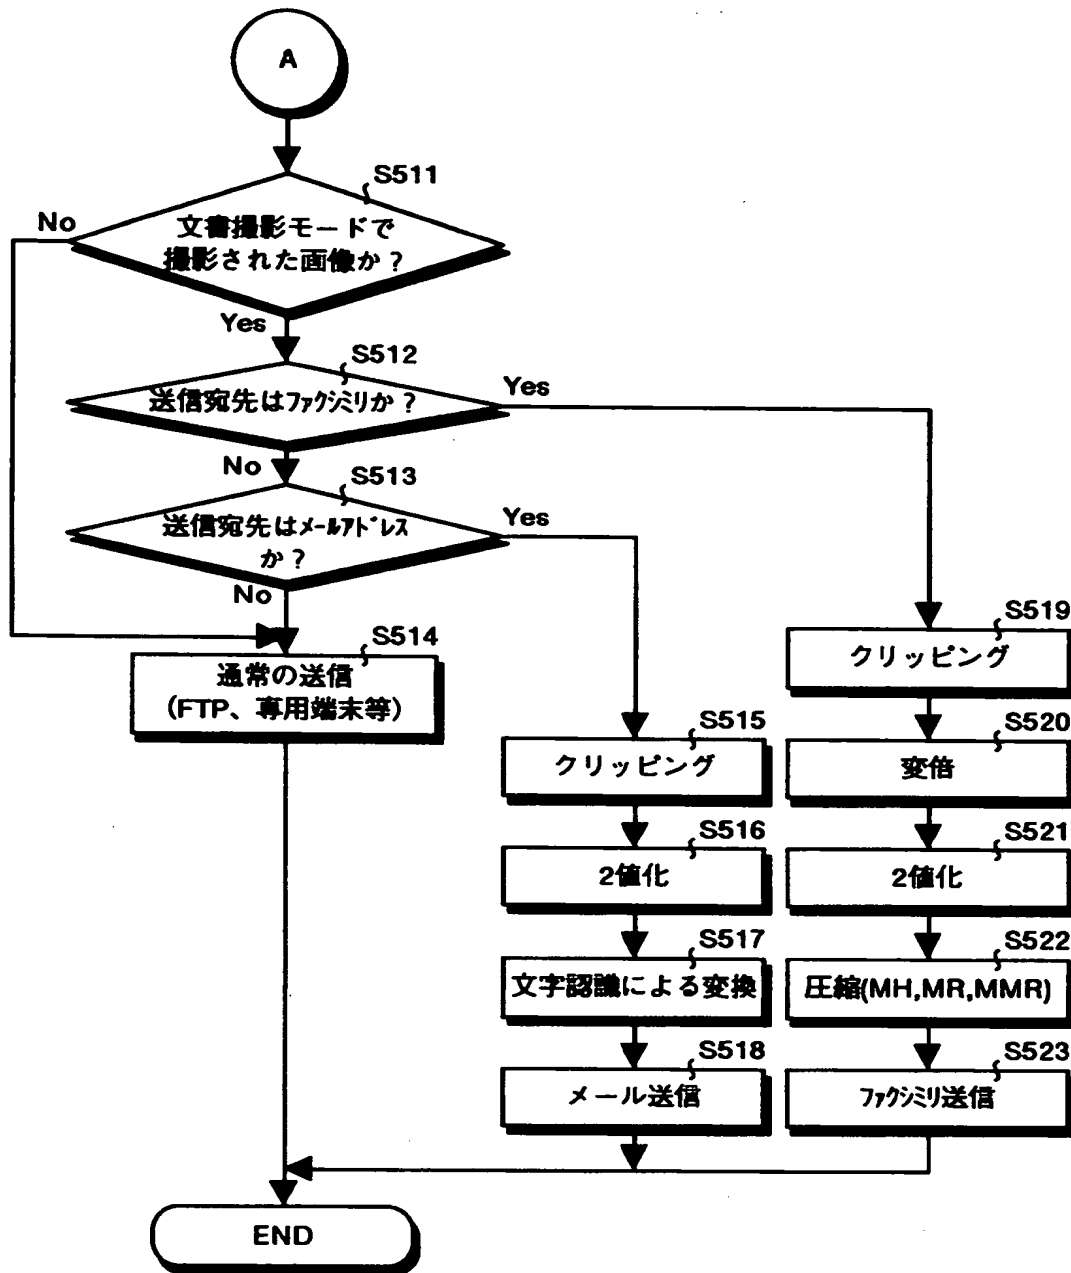 A
S511
文書撮影モードで
撮影された画像か？
No
Yes
S512
送信宛先はファクシミリか？
Yes
No
S513
送信宛先はメールアドレス
か？
Yes
No
S514
通常の送信
（FTP、専用端末等）
S515
クリッピング
S516
2値化
S517
文字認識による変換
S518
メール送信
S519
クリッピング
S520
変倍
S521
2値化
S522
圧縮(MH,MR,MMR)
S523
ファクシミリ送信
END